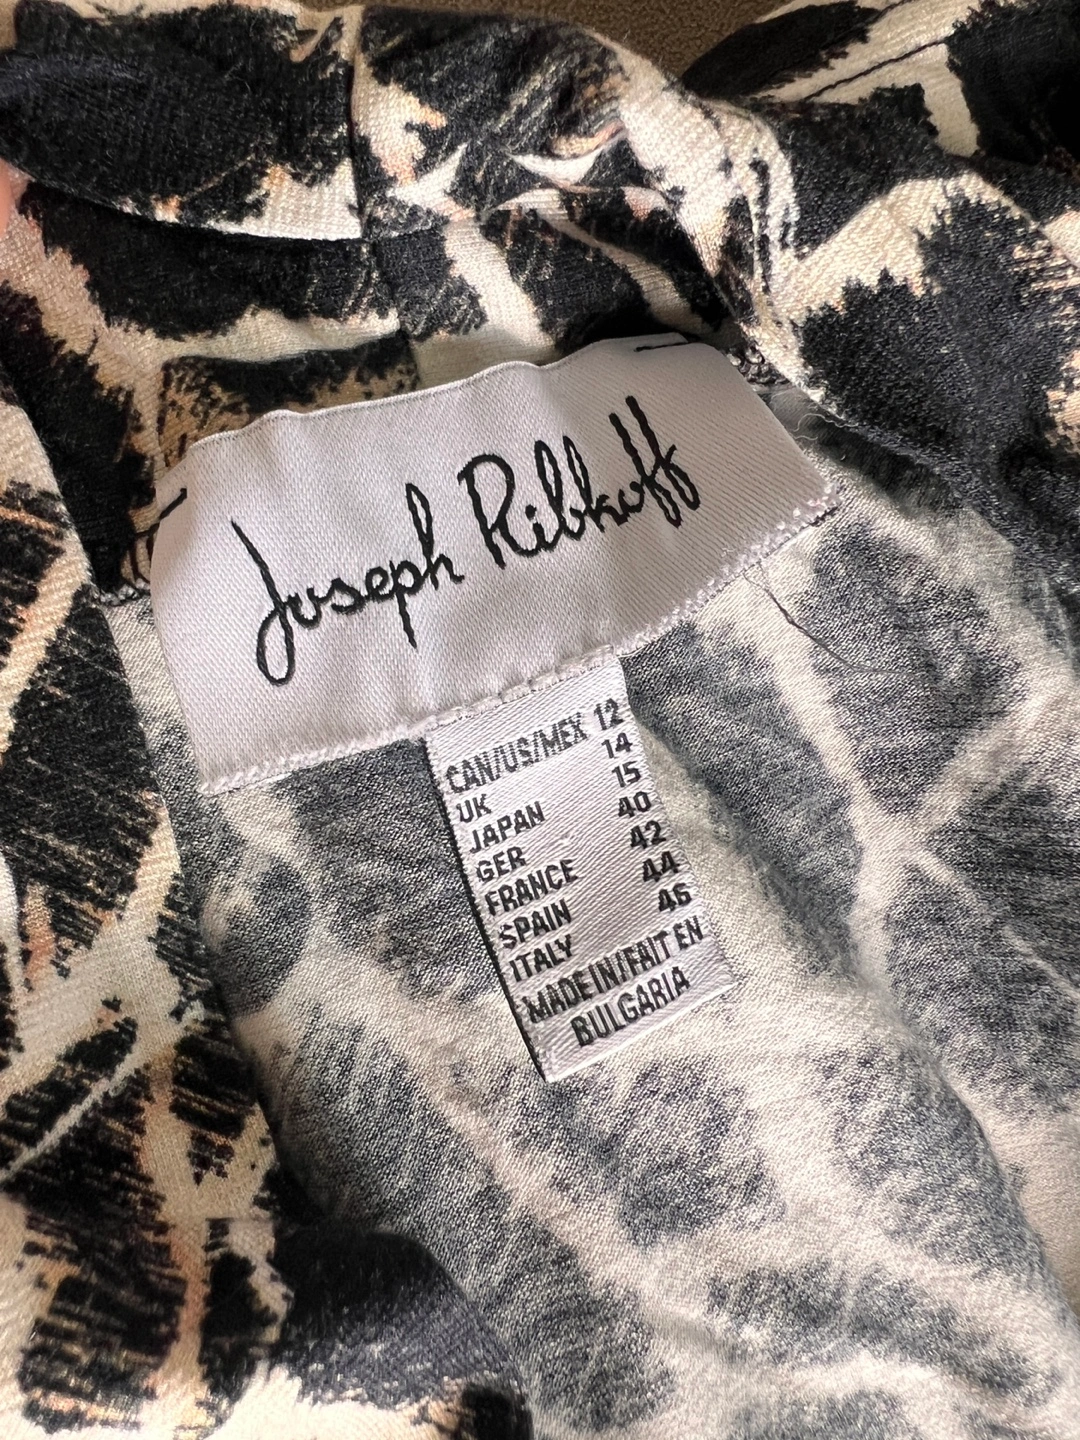 Joseph Ribkoff
CAN/US/MEX 12
UK 14
JAPAN 15
GER 40
FRANCE 42
SPAIN 44
ITALY 46
MADE IN/FAIT EN
BULGARIA